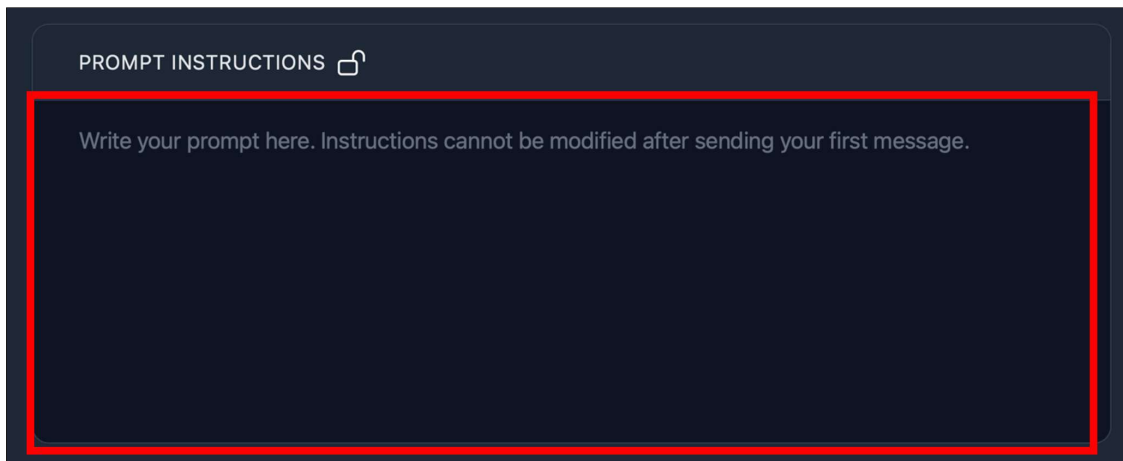 PROMPT INSTRUCTIONS
Write your prompt here. Instructions cannot be modified after sending your first message.